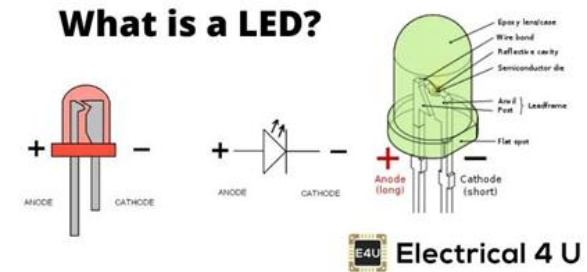 What is a LED?
+
−
ANODE
CATHODE
+
−
ANODE
CATHODE
Epoxy lens/case
Wire bond
Reflective cavity
Semiconductor die
Anvil
Post
Leadframe
Flat spot
+
−
Anode
(long)
Cathode
(short)
E4U
Electrical 4 U